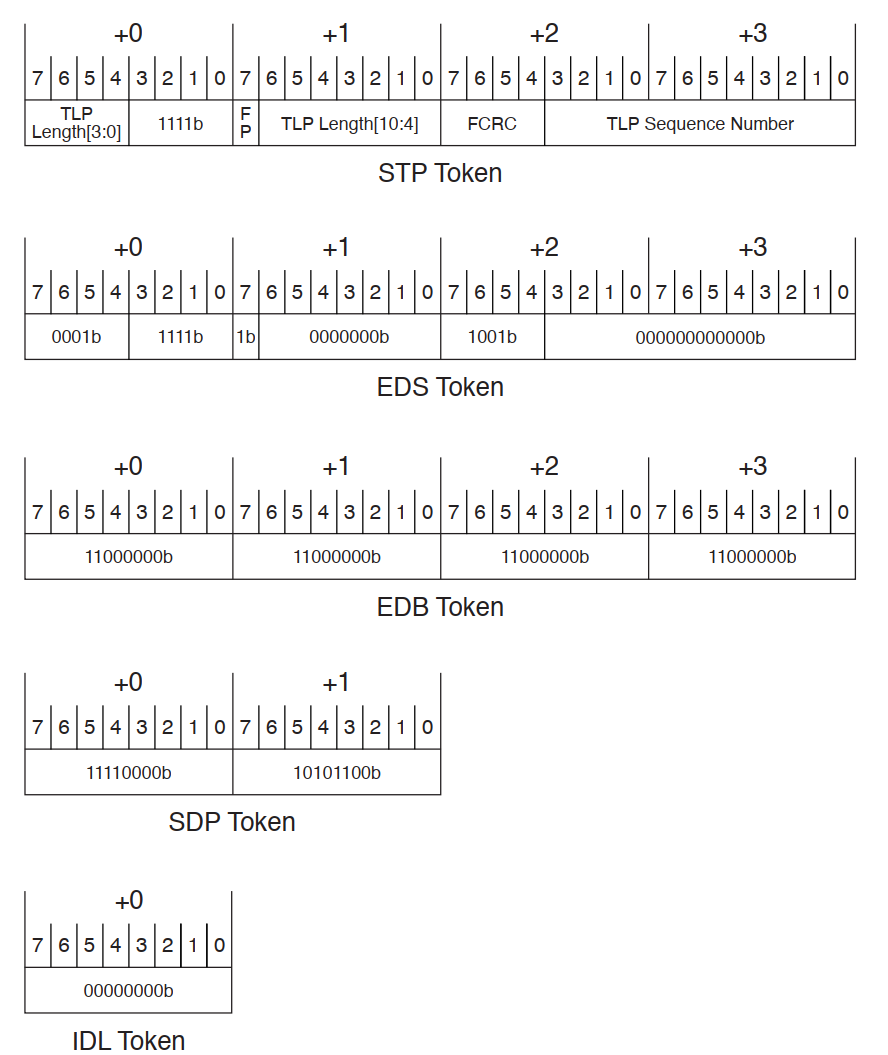 +0 +1 +2 +3
7 6 5 4 3 2 1 0 7 6 5 4 3 2 1 0 7 6 5 4 3 2 1 0 7 6 5 4 3 2 1 0
TLP
Length[3:0]
1111b
F
P
TLP Length[10:4]
FCRC
TLP Sequence Number
STP Token
+0 +1 +2 +3
7 6 5 4 3 2 1 0 7 6 5 4 3 2 1 0 7 6 5 4 3 2 1 0 7 6 5 4 3 2 1 0
0001b 1111b 1b 0000000b 1001b 000000000000b
EDS Token
+0 +1 +2 +3
7 6 5 4 3 2 1 0 7 6 5 4 3 2 1 0 7 6 5 4 3 2 1 0 7 6 5 4 3 2 1 0
11000000b 11000000b 11000000b 11000000b
EDB Token
+0 +1
7 6 5 4 3 2 1 0 7 6 5 4 3 2 1 0
11110000b 10101100b
SDP Token
+0
7 6 5 4 3 2 1 0
00000000b
IDL Token